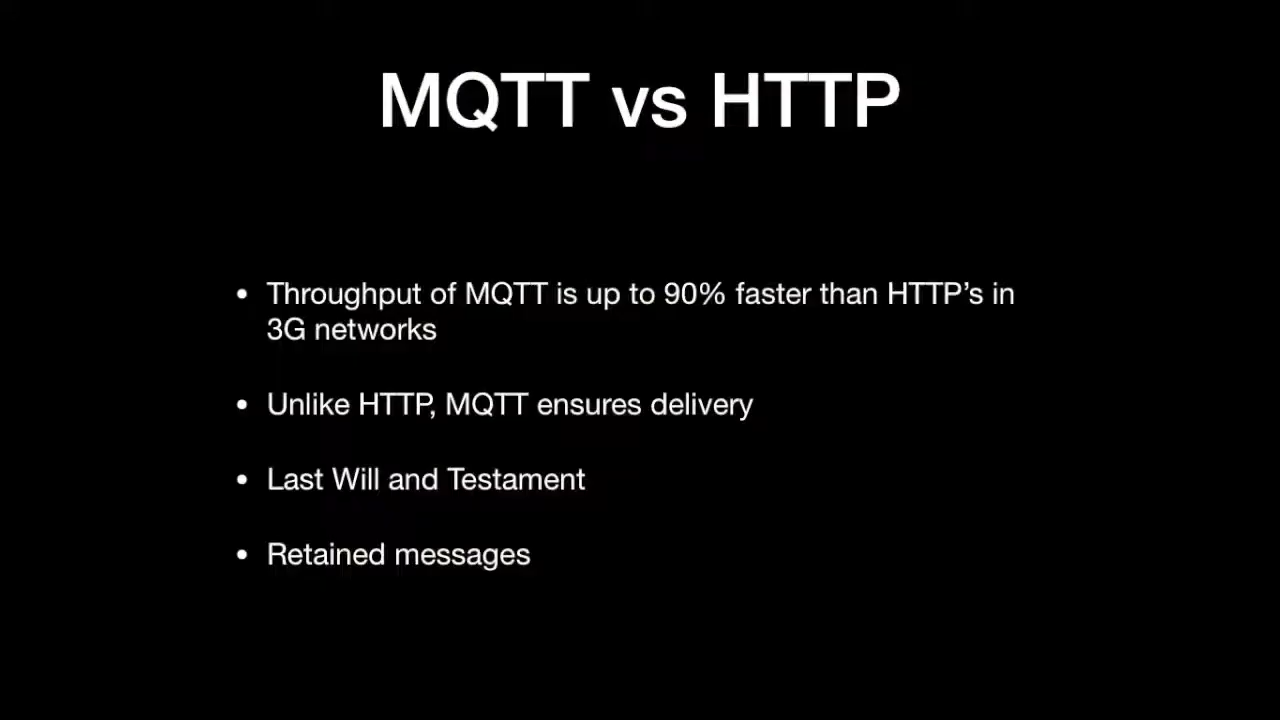 MQTT vs HTTP
• Throughput of MQTT is up to 90% faster than HTTP’s in
3G networks
• Unlike HTTP, MQTT ensures delivery
• Last Will and Testament
• Retained messages